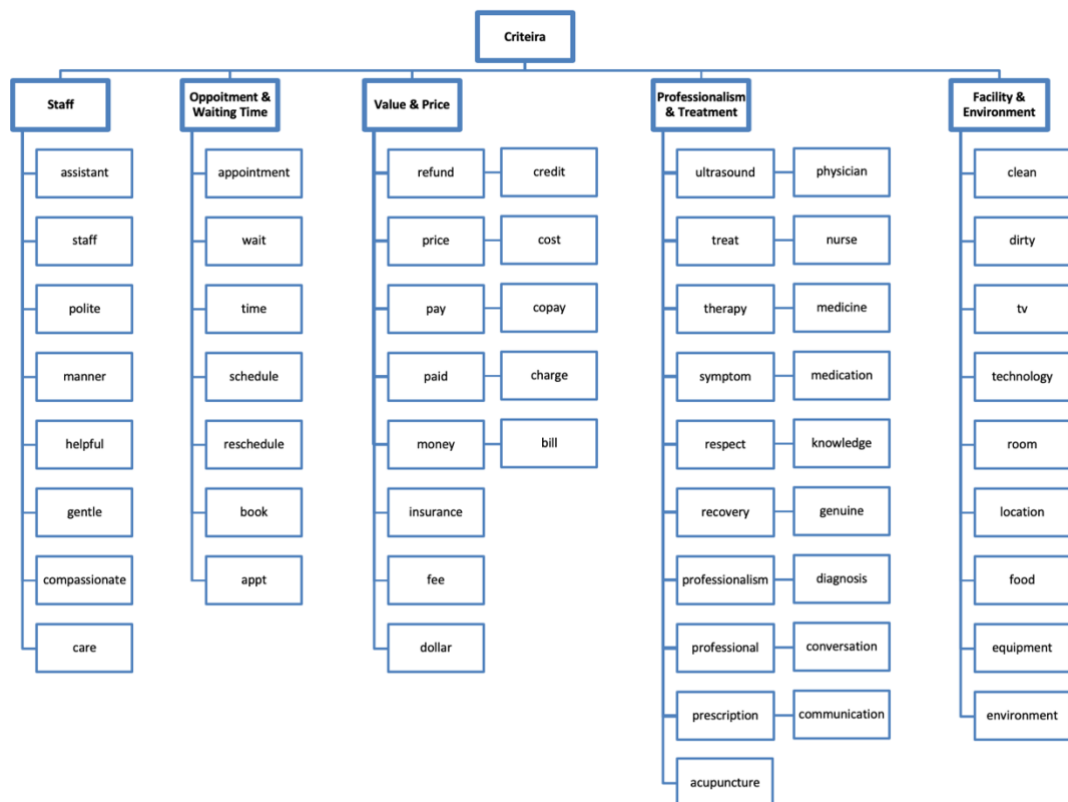 Criteira
Staff
Oppoitment &
Waiting Time
Value & Price
Professionalism
& Treatment
Facility &
Environment
assistant
staff
polite
manner
helpful
gentle
compassionate
care
appointment
wait
time
schedule
reschedule
book
appt
refund
credit
price
cost
pay
copay
paid
charge
money
bill
insurance
fee
dollar
ultrasound
physician
treat
nurse
therapy
medicine
symptom
medication
respect
knowledge
recovery
genuine
professionalism
diagnosis
professional
conversation
prescription
communication
acupuncture
clean
dirty
tv
technology
room
location
food
equipment
environment